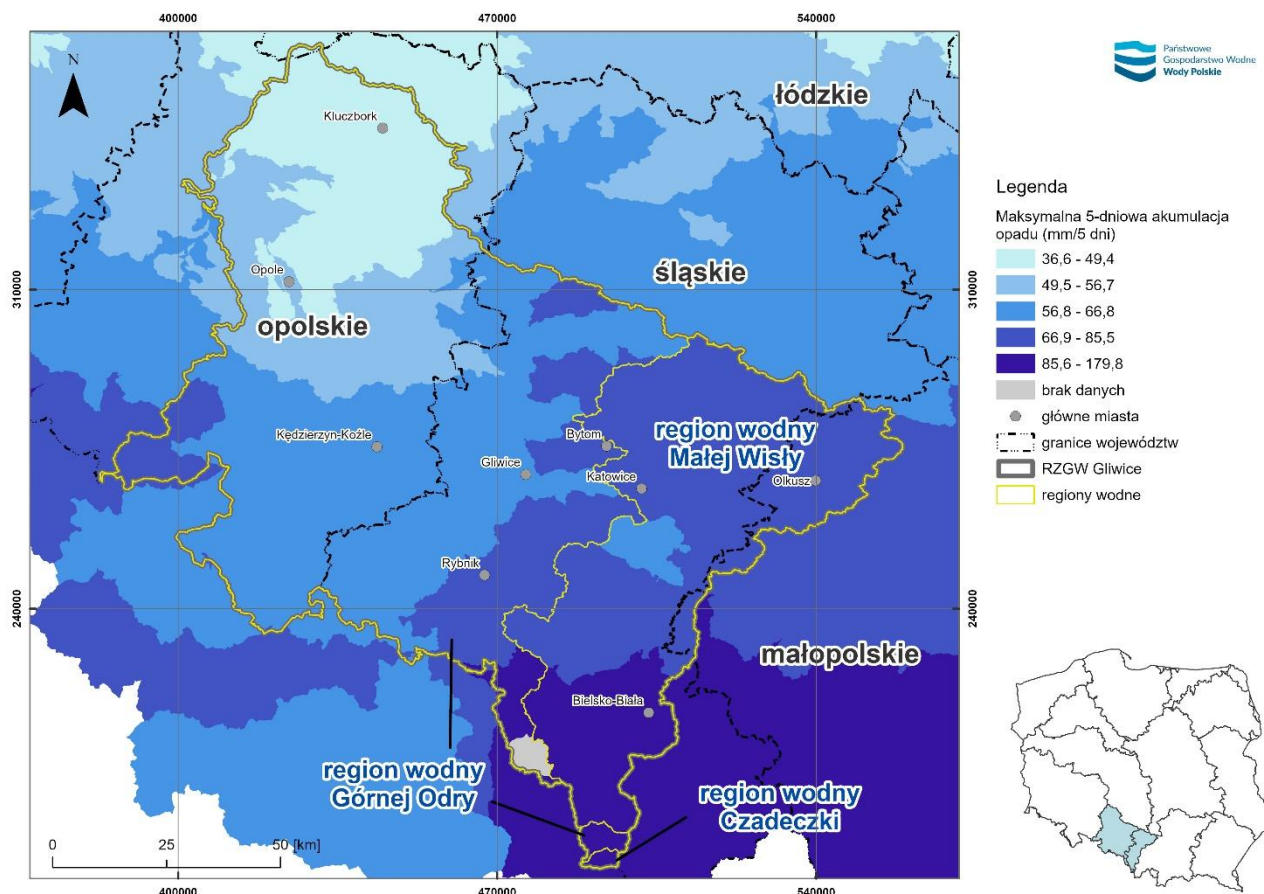 400000
470000
540000
N
Kluczbork
łódzkie
Opole
śląskie
310000
310000
opolskie
Kędzierzyn-Koźle
Bytom
region wodny
Małej Wisły
Gliwice
Katowice
Olkusz
Rybnik
240000
240000
małopolskie
Bielsko-Biała
region wodny
Górnej Odry
region wodny
Czadeczki
0
25
50 [km]
400000
470000
540000
Państwowe
Gospodarstwo Wodne
Wody Polskie
Legenda
Maksymalna 5-dniowa akumulacja
opadu (mm/5 dni)
36,6 - 49,4
49,5 - 56,7
56,8 - 66,8
66,9 - 85,5
85,6 - 179,8
brak danych
główne miasta
granice województw
RZGW Gliwice
regiony wodne